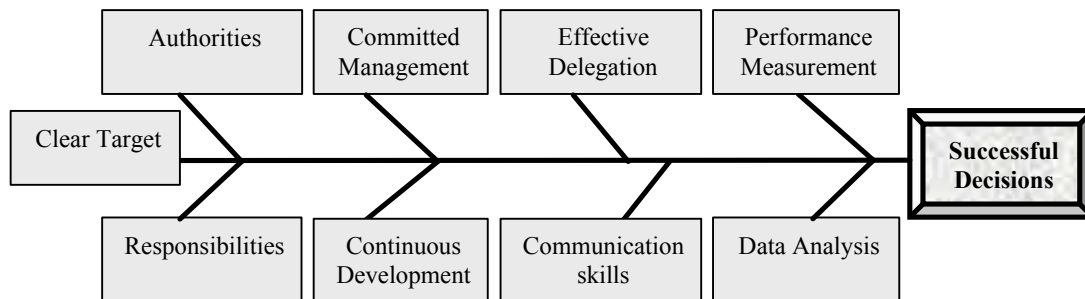 Authorities
Committed
Management
Effective
Delegation
Performance
Measurement
Clear Target
Successful
Decisions
Responsibilities
Continuous
Development
Communication
skills
Data Analysis